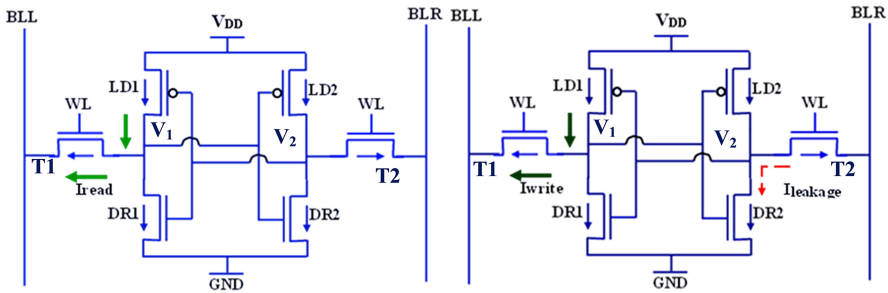 BLL
BLR
VDD
LD1
LD2
WL
WL
V1
V2
T1
T2
Iread
DR1
DR2
GND
BLL
BLR
VDD
LD1
LD2
WL
WL
V1
V2
T1
T2
Iwrite
Ileakage
DR1
DR2
GND